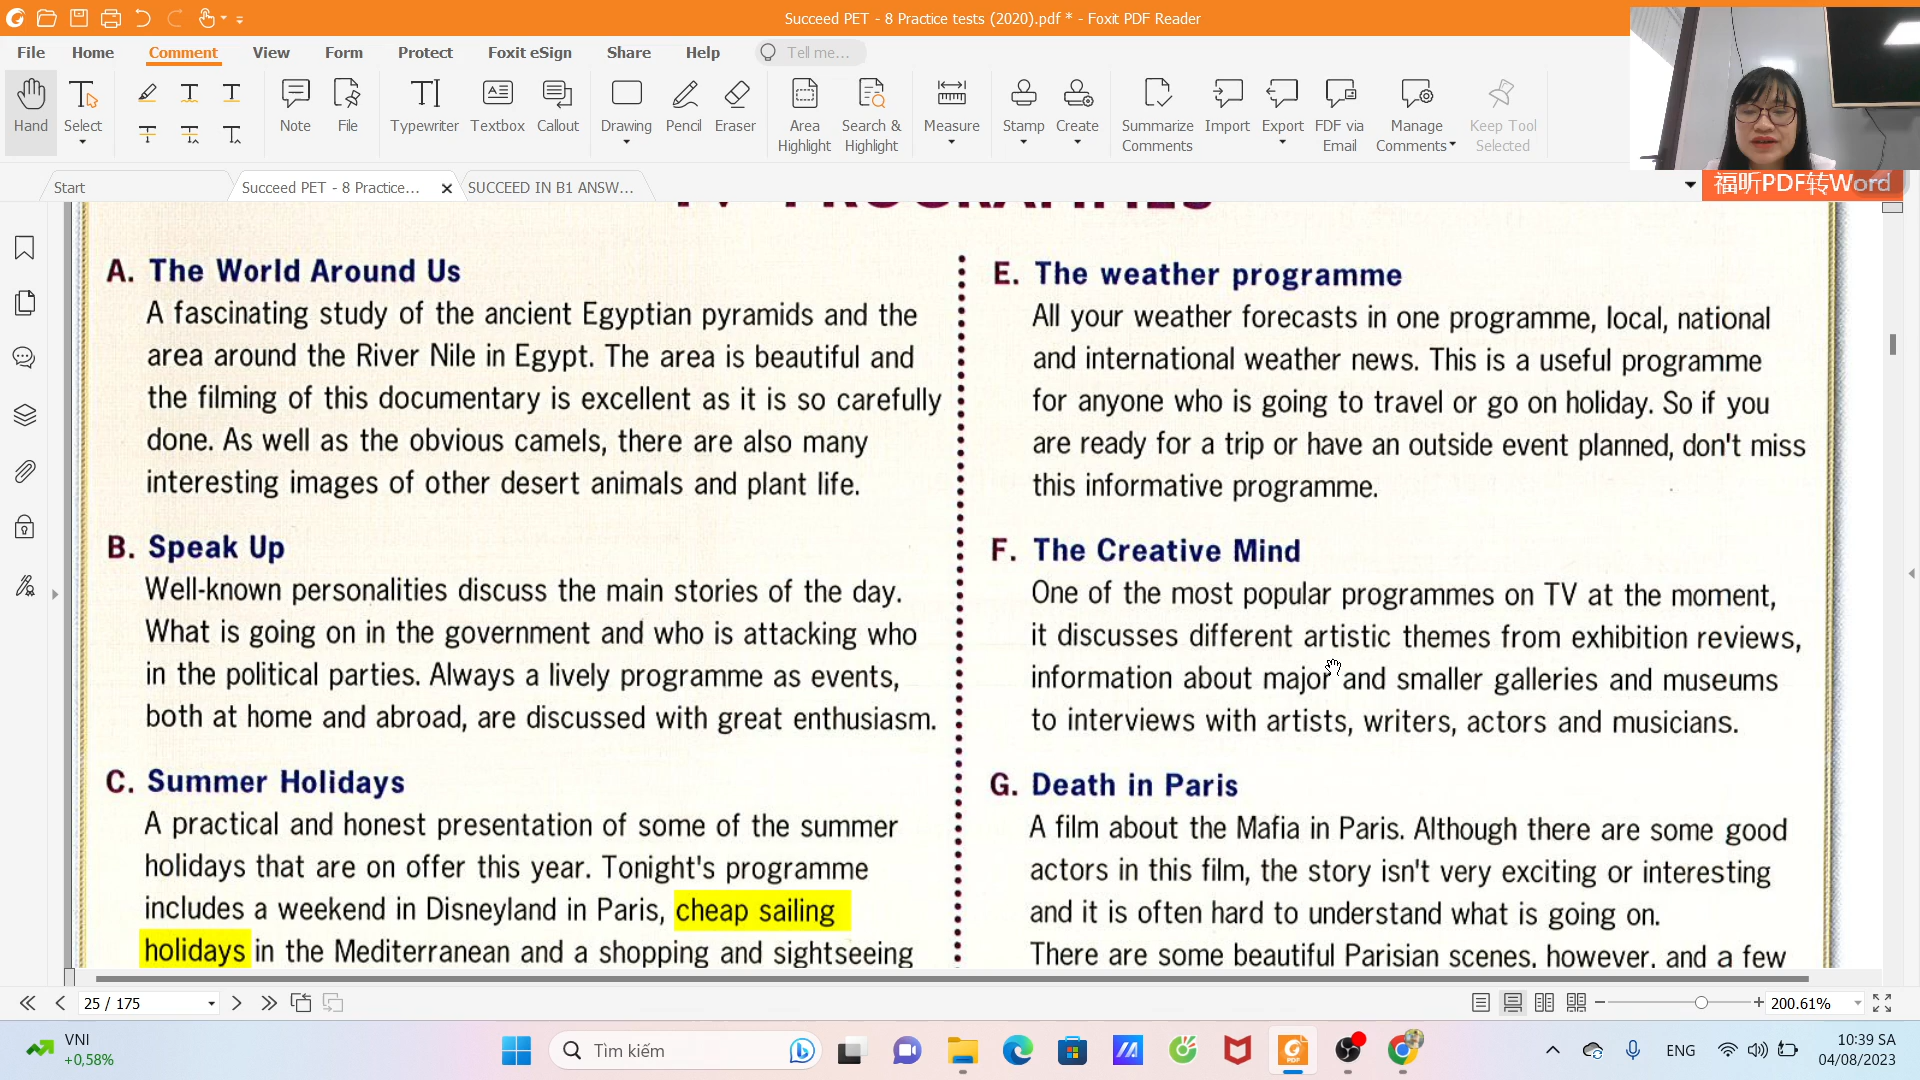 Succeed PET - 8 Practice tests (2020).pdf * - Foxit PDF Reader
File Home Comment View Form Protect Foxit eSign Share Help Tell me...
Hand Select Note File Typewriter Textbox Callout Drawing Pencil Eraser Area Highlight Search & Highlight Measure Stamp Create Summarize Comments Import Export FDF via Email Manage Comments Keep Tool Selected
Start Succeed PET - 8 Practice... SUCCEED IN B1 ANSW...
福昕PDF转Word
TV PROGRAMMES
A. The World Around Us
A fascinating study of the ancient Egyptian pyramids and the
area around the River Nile in Egypt. The area is beautiful and
the filming of this documentary is excellent as it is so carefully
done. As well as the obvious camels, there are also many
interesting images of other desert animals and plant life.
B. Speak Up
Well-known personalities discuss the main stories of the day.
What is going on in the government and who is attacking who
in the political parties. Always a lively programme as events,
both at home and abroad, are discussed with great enthusiasm.
C. Summer Holidays
A practical and honest presentation of some of the summer
holidays that are on offer this year. Tonight's programme
includes a weekend in Disneyland in Paris, cheap sailing
holidays in the Mediterranean and a shopping and sightseeing
E. The weather programme
All your weather forecasts in one programme, local, national
and international weather news. This is a useful programme
for anyone who is going to travel or go on holiday. So if you
are ready for a trip or have an outside event planned, don't miss
this informative programme.
F. The Creative Mind
One of the most popular programmes on TV at the moment,
it discusses different artistic themes from exhibition reviews,
information about major and smaller galleries and museums
to interviews with artists, writers, actors and musicians.
G. Death in Paris
A film about the Mafia in Paris. Although there are some good
actors in this film, the story isn't very exciting or interesting
and it is often hard to understand what is going on.
There are some beautiful Parisian scenes, however, and a few
25 / 175
200.61%
VNI
+0,58%
Tìm kiếm
PDF
ENG
10:39 SA
04/08/2023